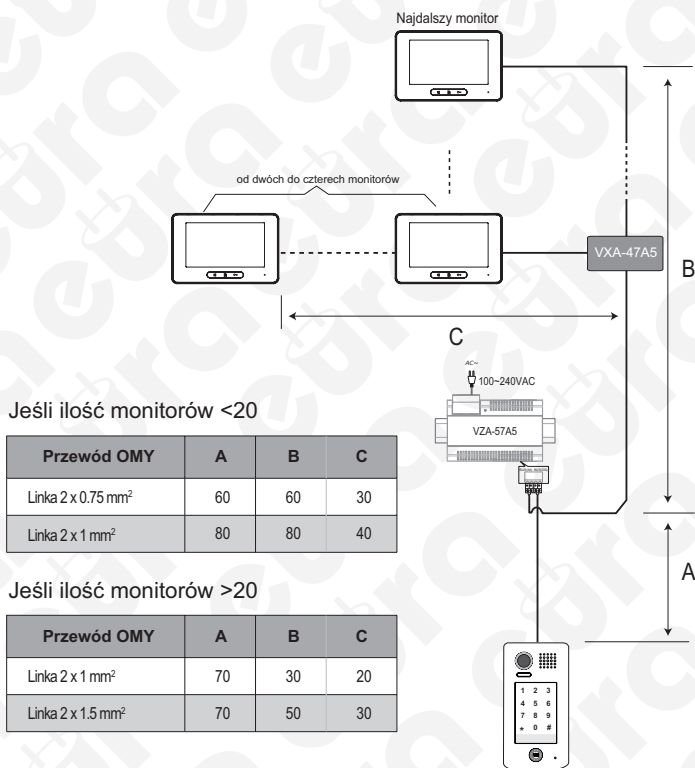 Najdalszy monitor
od dwóch do czterech monitorów
VXA-47A5
B
C
AC~
100~240VAC
VZA-57A5
Jeśli ilość monitorów <20
Przewód OMY A B C
Linka 2 x 0.75 mm² 60 60 30
Linka 2 x 1 mm² 80 80 40
A
Jeśli ilość monitorów >20
Przewód OMY A B C
Linka 2 x 1 mm² 70 30 20
Linka 2 x 1.5 mm² 70 50 30
1 2 3
4 5 6
7 8 9
* 0 #
eura